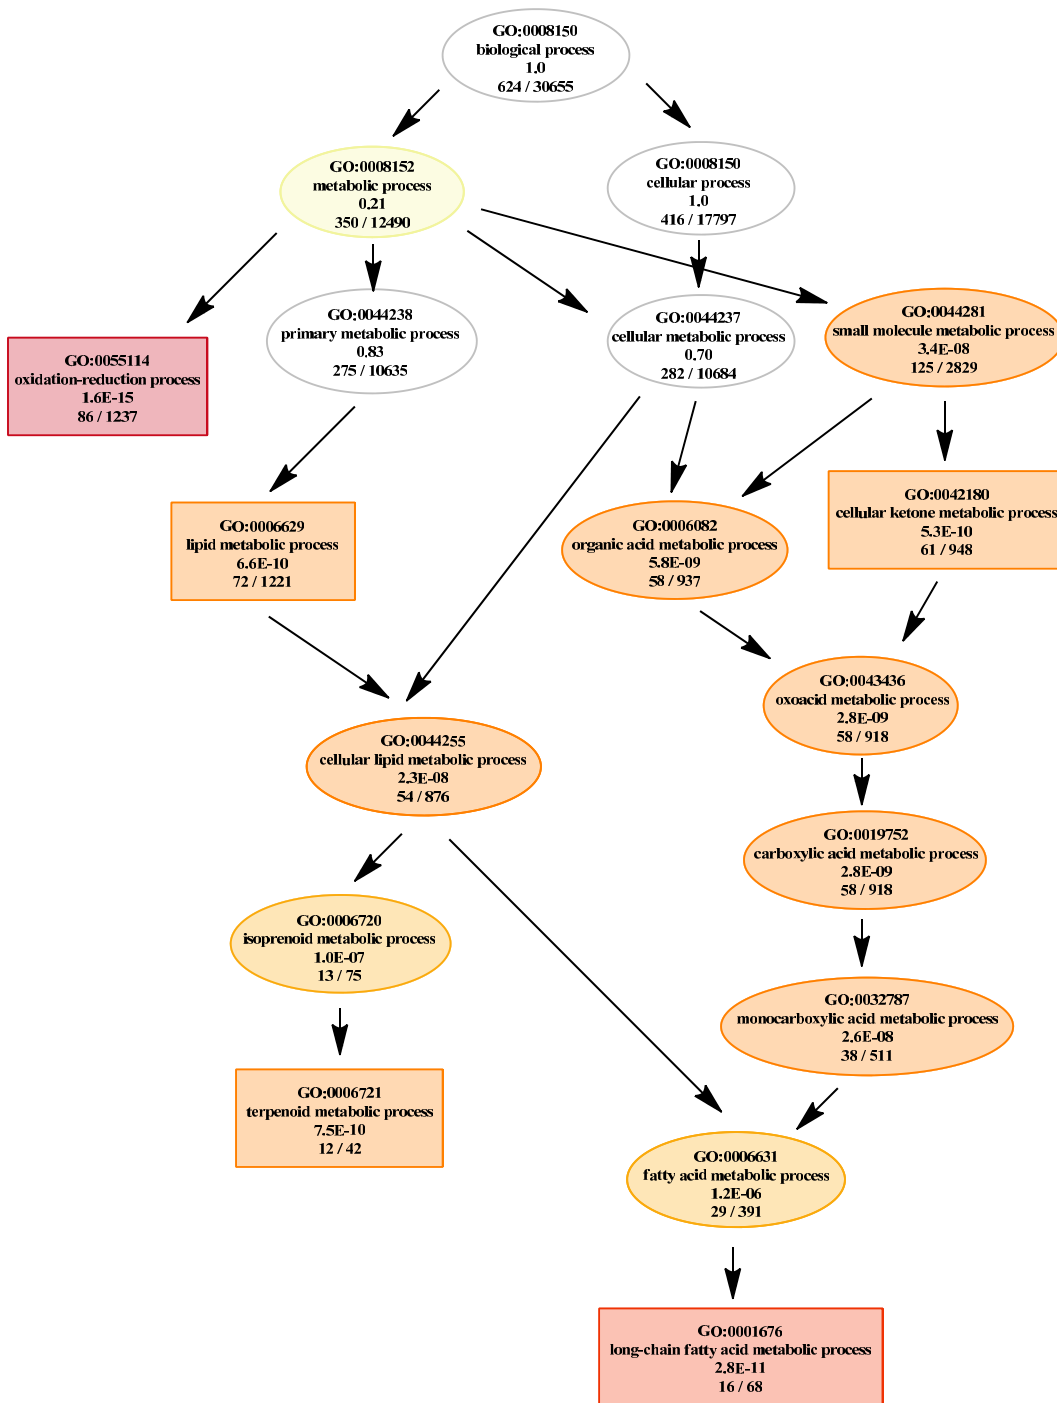 GO:0008150
biological process
1.0
624 / 30655
GO:0008152
metabolic process
0.21
350 / 12490
GO:0008150
cellular process
1.0
416 / 17797
GO:0055114
oxidation-reduction process
1.6E-15
86 / 1237
GO:0044238
primary metabolic process
0.83
275 / 10635
GO:0044237
cellular metabolic process
0.70
282 / 10684
GO:0044281
small molecule metabolic process
3.4E-08
125 / 2829
GO:0006629
lipid metabolic process
6.6E-10
72 / 1221
GO:0006082
organic acid metabolic process
5.8E-09
58 / 937
GO:0042180
cellular ketone metabolic process
5.3E-10
61 / 948
GO:0043436
oxoacid metabolic process
2.8E-09
58 / 918
GO:0044255
cellular lipid metabolic process
2.3E-08
54 / 876
GO:0019752
carboxylic acid metabolic process
2.8E-09
58 / 918
GO:0006720
isoprenoid metabolic process
1.0E-07
13 / 75
GO:0032787
monocarboxylic acid metabolic process
2.6E-08
38 / 511
GO:0006721
terpenoid metabolic process
7.5E-10
12 / 42
GO:0006631
fatty acid metabolic process
1.2E-06
29 / 391
GO:0001676
long-chain fatty acid metabolic process
2.8E-11
16 / 68